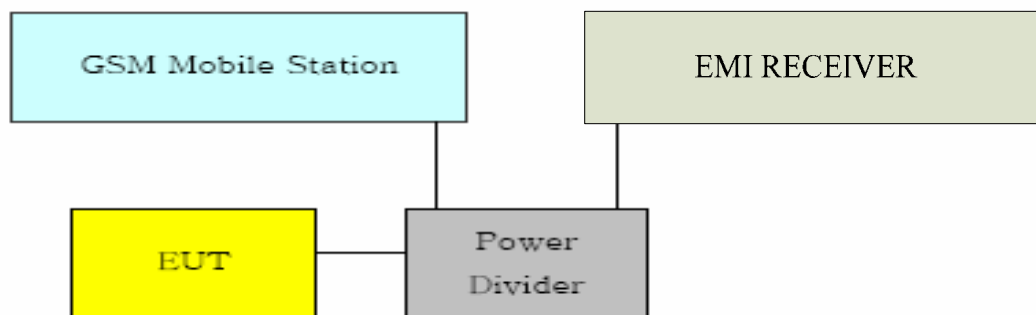 GSM Mobile Station
EMI RECEIVER
EUT
Power
Divider